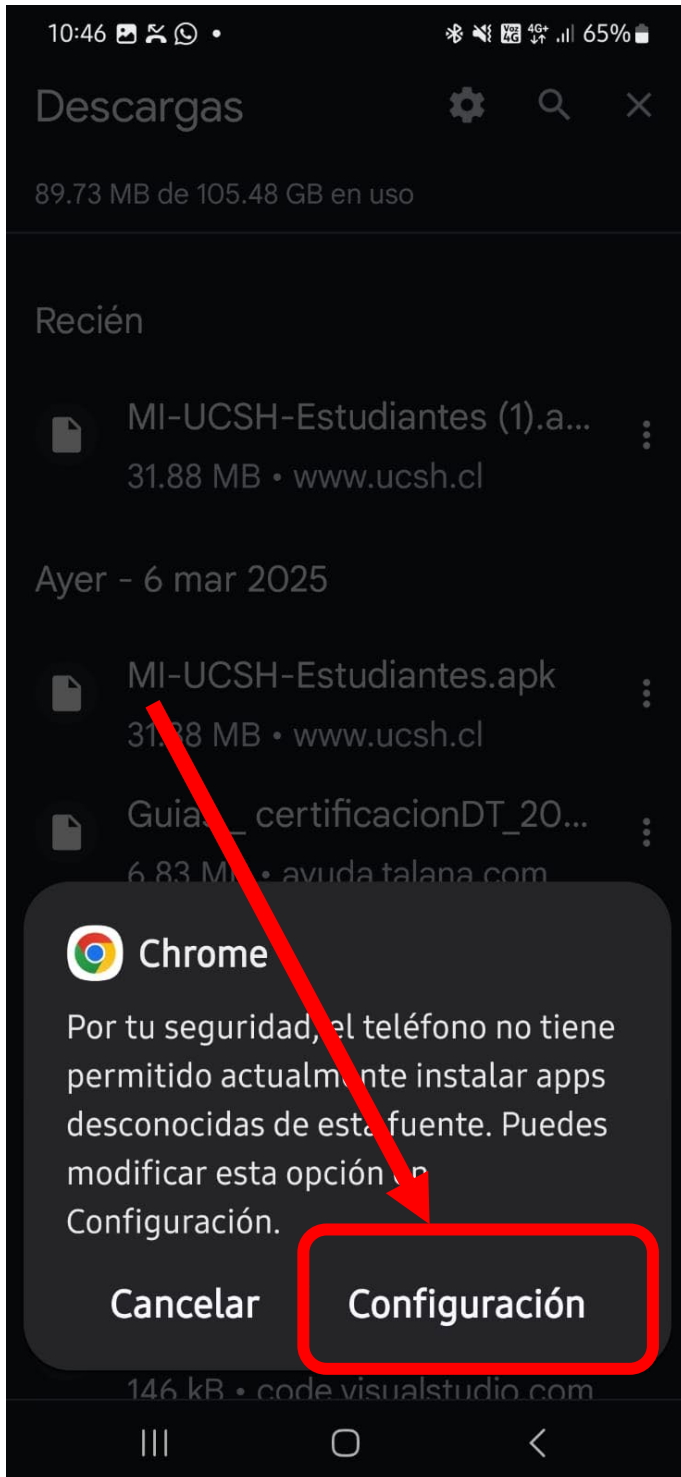 10:46 65%
Descargas
89.73 MB de 105.48 GB en uso
Recién
MI-UCSH-Estudiantes (1).a...
31.88 MB • www.ucsh.cl
Ayer - 6 mar 2025
MI-UCSH-Estudiantes.apk
31.88 MB • www.ucsh.cl
Guias_ certificacionDT_20...
6.83 MB • ayuda.talana.com
Chrome
Por tu seguridad, el teléfono no tiene
permitido actualmente instalar apps
desconocidas de esta fuente. Puedes
modificar esta opción en
Configuración.
Cancelar Configuración
146 kB • code.visualstudio.com